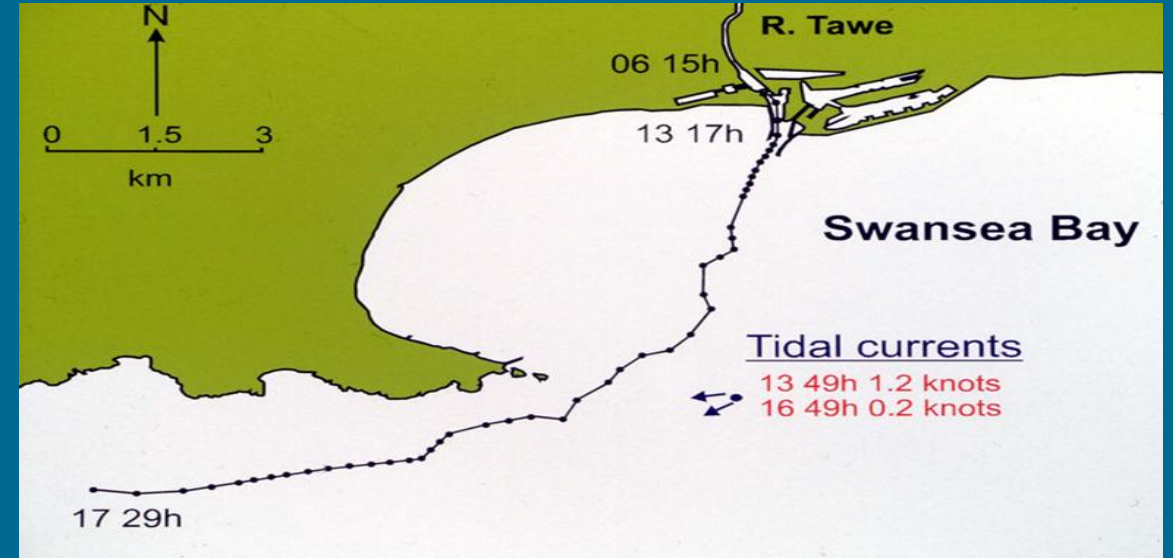 N
R. Tawe
06 15h
0 1.5 3
13 17h
km
Swansea Bay
Tidal currents
13 49h 1.2 knots
16 49h 0.2 knots
17 29h